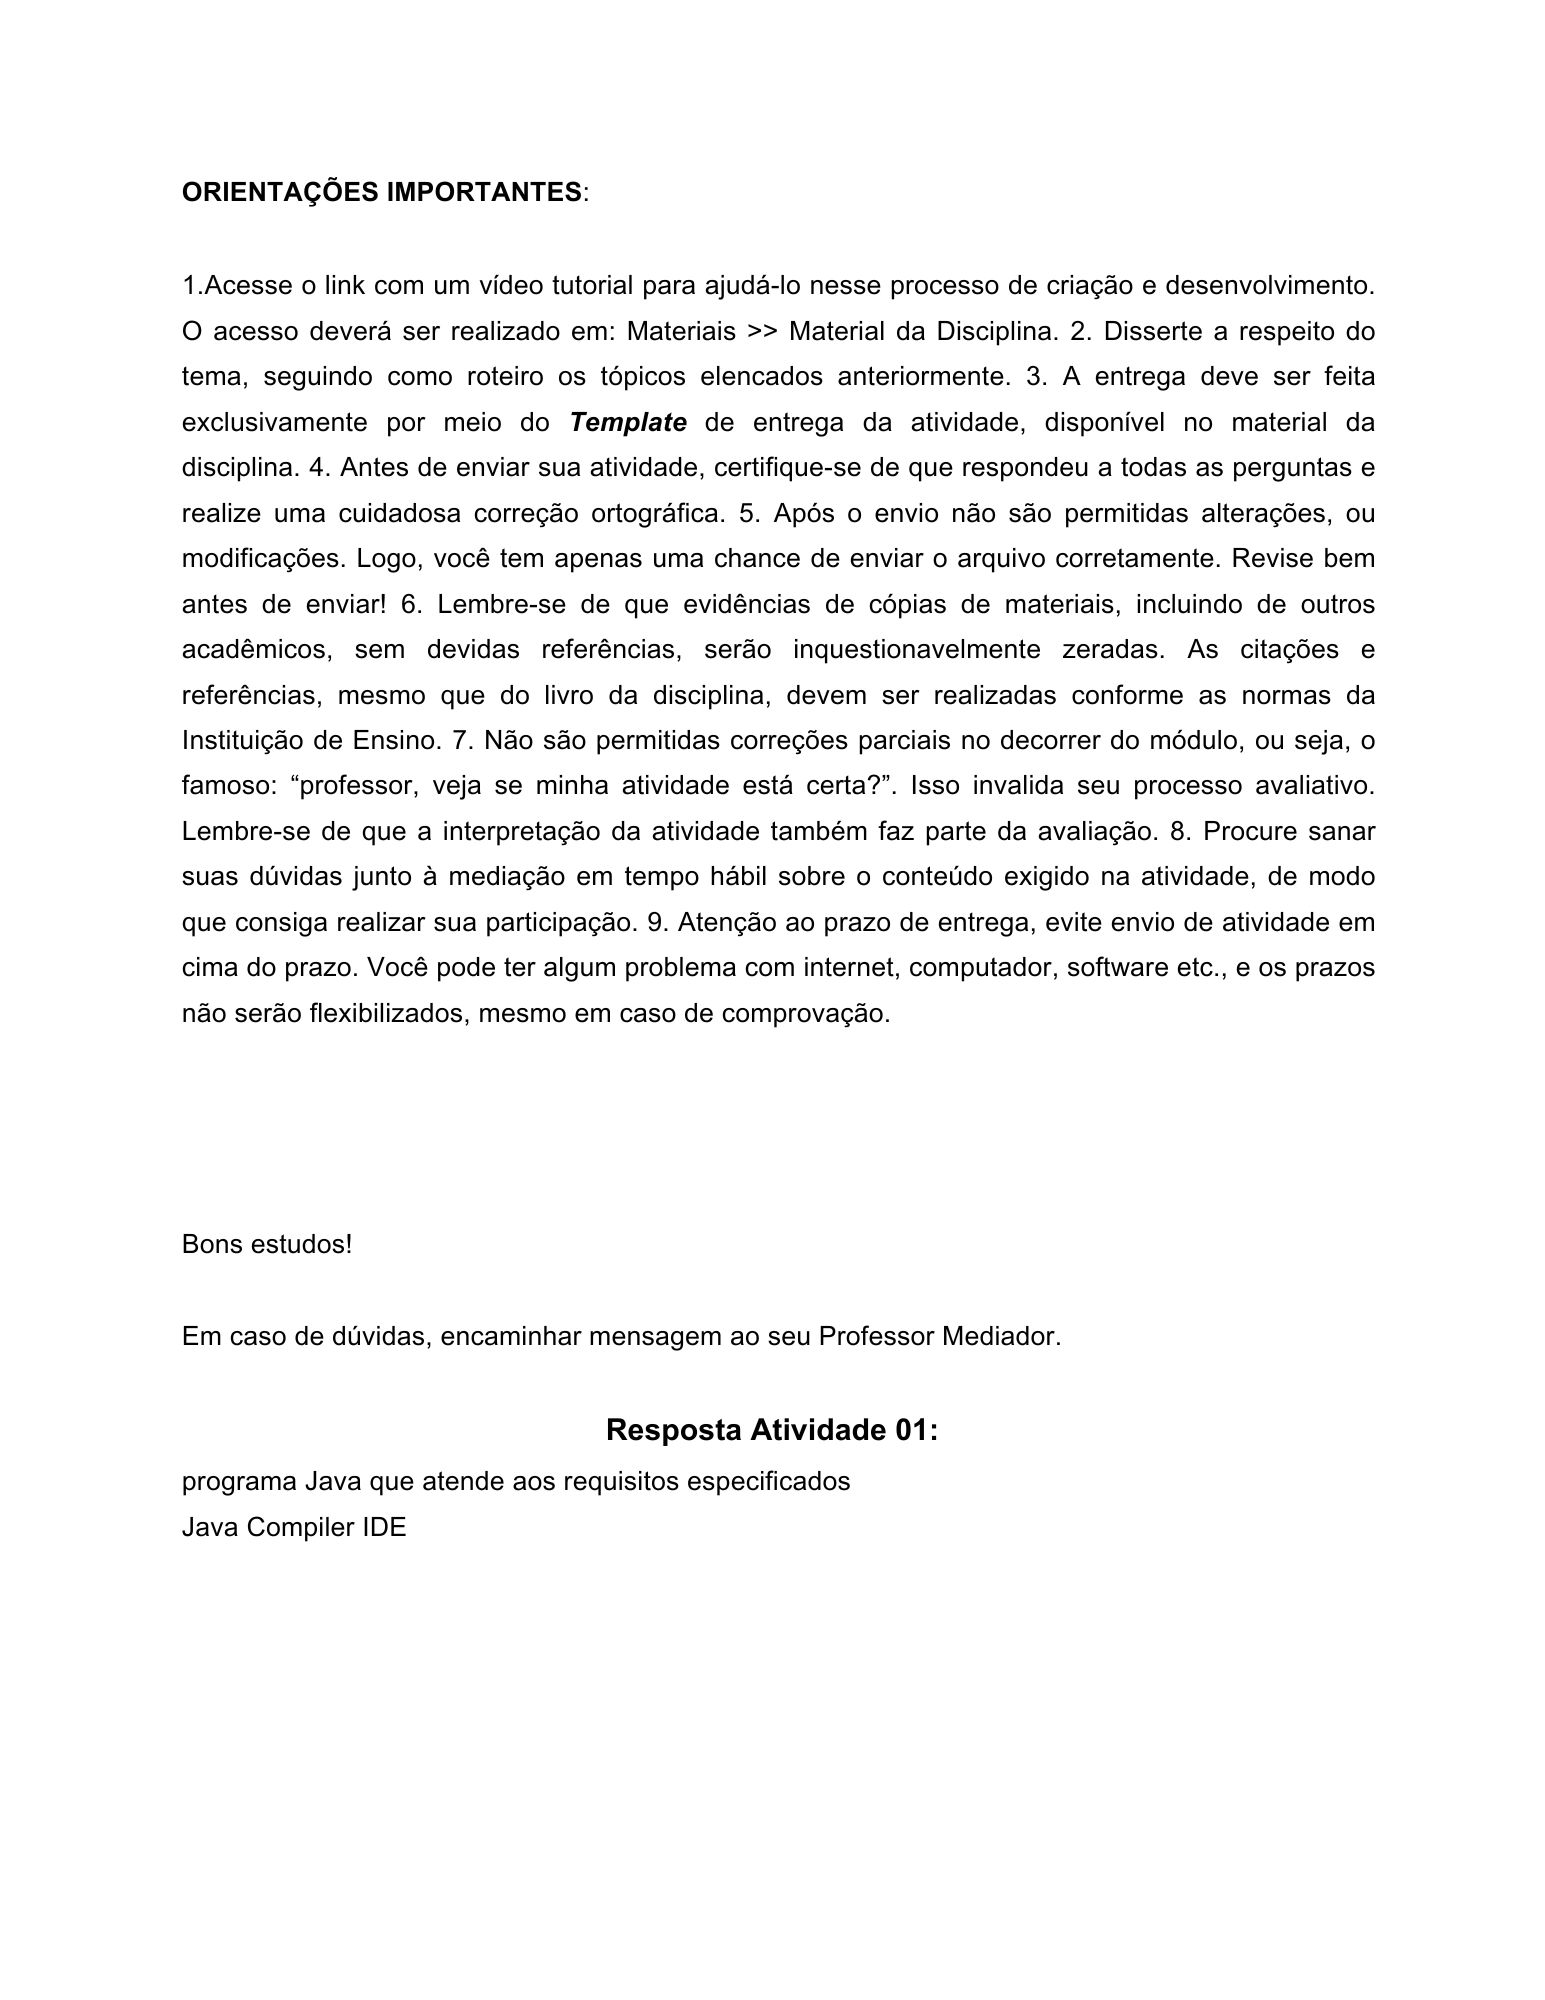 ORIENTAÇÕES IMPORTANTES:
1.Acesse o link com um vídeo tutorial para ajudá-lo nesse processo de criação e desenvolvimento.
O acesso deverá ser realizado em: Materiais >> Material da Disciplina. 2. Disserte a respeito do
tema, seguindo como roteiro os tópicos elencados anteriormente. 3. A entrega deve ser feita
exclusivamente por meio do Template de entrega da atividade, disponível no material da
disciplina. 4. Antes de enviar sua atividade, certifique-se de que respondeu a todas as perguntas e
realize uma cuidadosa correção ortográfica. 5. Após o envio não são permitidas alterações, ou
modificações. Logo, você tem apenas uma chance de enviar o arquivo corretamente. Revise bem
antes de enviar! 6. Lembre-se de que evidências de cópias de materiais, incluindo de outros
acadêmicos, sem devidas referências, serão inquestionavelmente zeradas. As citações e
referências, mesmo que do livro da disciplina, devem ser realizadas conforme as normas da
Instituição de Ensino. 7. Não são permitidas correções parciais no decorrer do módulo, ou seja, o
famoso: “professor, veja se minha atividade está certa?”. Isso invalida seu processo avaliativo.
Lembre-se de que a interpretação da atividade também faz parte da avaliação. 8. Procure sanar
suas dúvidas junto à mediação em tempo hábil sobre o conteúdo exigido na atividade, de modo
que consiga realizar sua participação. 9. Atenção ao prazo de entrega, evite envio de atividade em
cima do prazo. Você pode ter algum problema com internet, computador, software etc., e os prazos
não serão flexibilizados, mesmo em caso de comprovação.
Bons estudos!
Em caso de dúvidas, encaminhar mensagem ao seu Professor Mediador.
Resposta Atividade 01:
programa Java que atende aos requisitos especificados
Java Compiler IDE